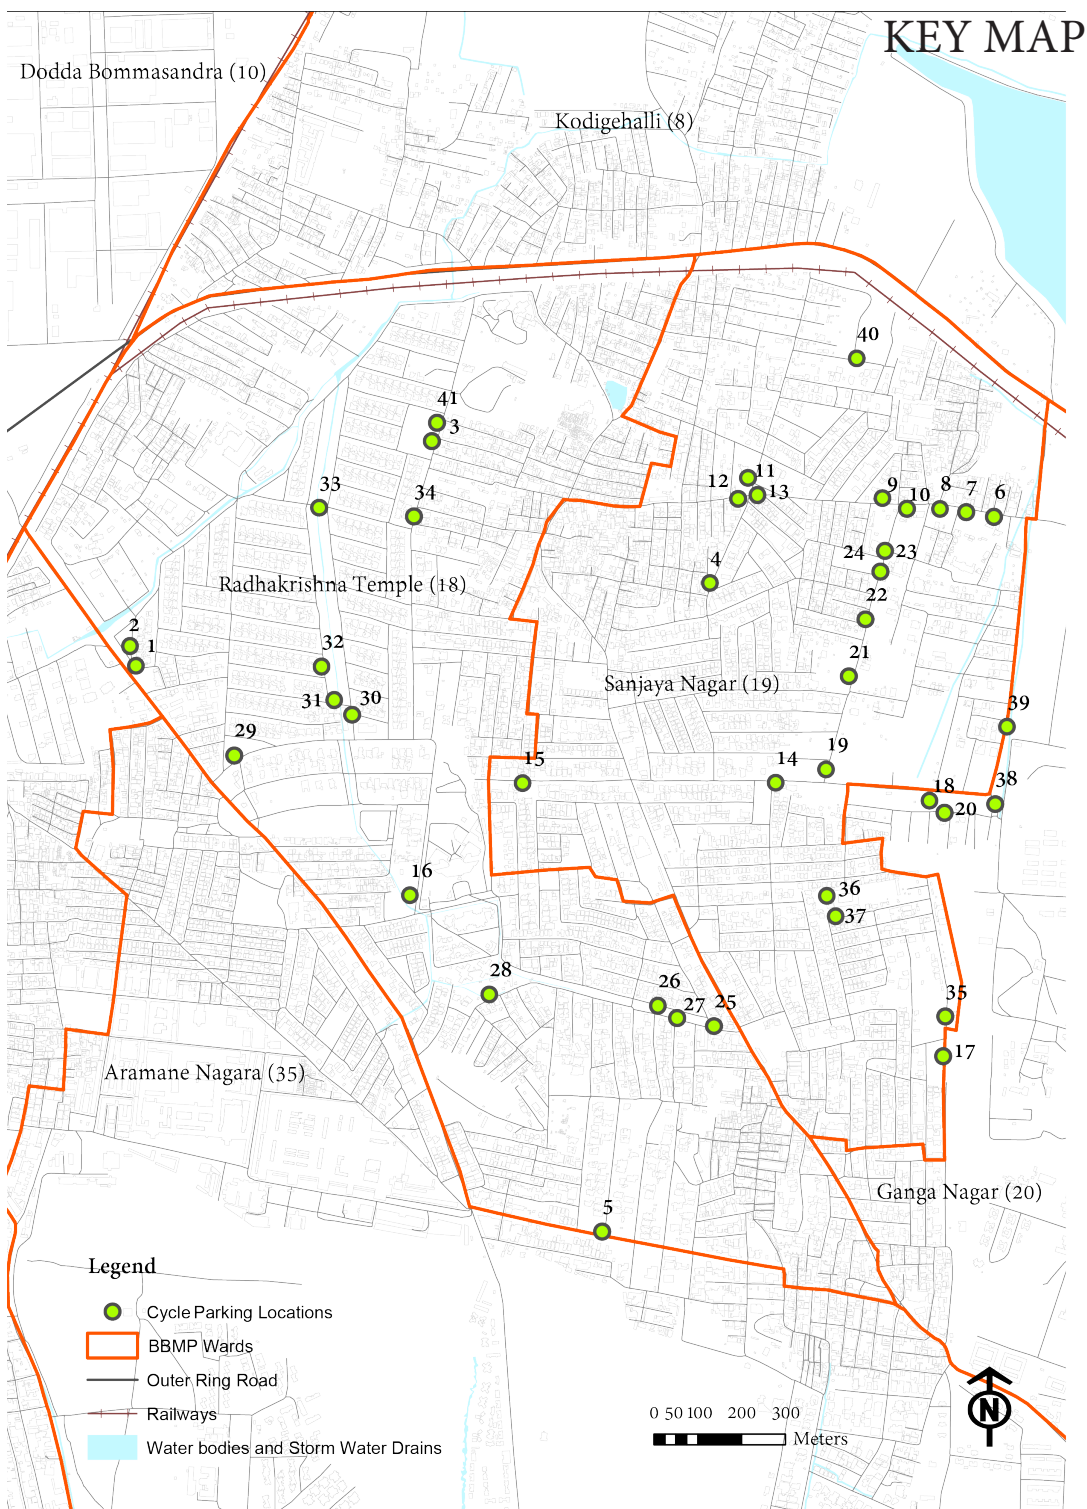 KEY MAP
Dodda Bommasandra (10)
Kodigehalli (8)
40
41
3
11
12
13
33
34
9
10
8
7
6
24
23
4
Radhakrishna Temple (18)
22
2
1
32
21
Sanjaya Nagar (19)
31
30
39
29
15
14
19
18
38
20
16
36
37
28
26
27
25
35
17
Aramane Nagara (35)
Ganga Nagar (20)
5
Legend
Cycle Parking Locations
BBMP Wards
Outer Ring Road
Railways
Water bodies and Storm Water Drains
0 50 100 200 300
Meters
N